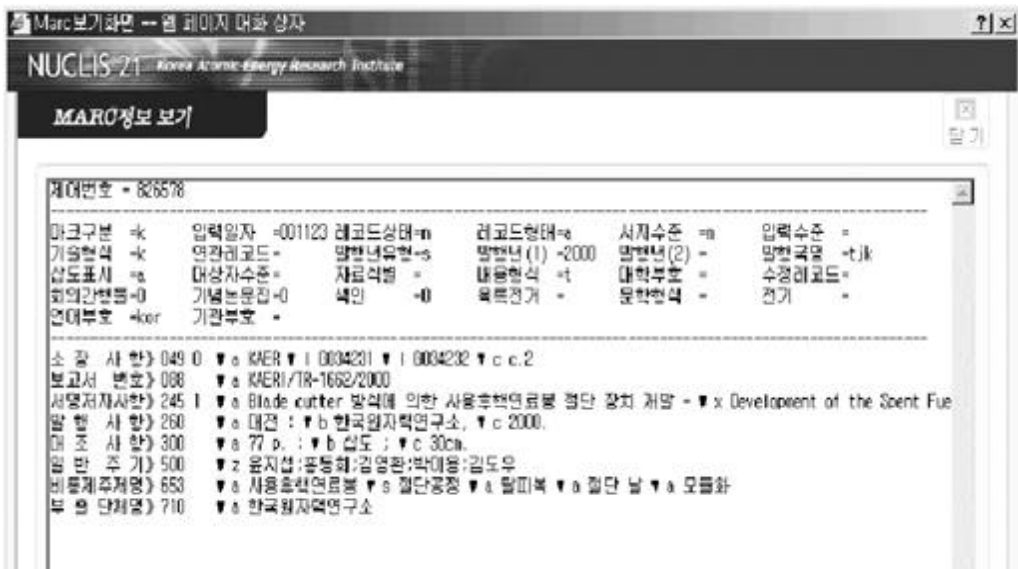 Marc보기화면 -- 웹 페이지 대화 상자
NUCLIS 21 Korea Atomic Energy Research Institute
MARC정보 보기
닫기
제어번호 = 826578
마크구분 =k 입력일자 =001123 레코드상태=n 레코드형태=a 서지수준 =m 입력수준 =
기술형식 =k 연관레코드= 발행년유형=s 발행년(1) =2000 발행년(2) = 발행국명 =tjk
삽도표시 =a 대상자수준= 자료식별 = 내용형식 =t 대학부호 = 수정레코드=
회의간행물=0 기념논문집=0 색인 =0 목록전거 = 문학형식 = 전기 =
언어부호 =kor 기관부호 =
소 장 사 항) 049 0 ▼a KAER ▼l G034231 ▼l G034232 ▼c c.2
보고서 번호) 088 ▼a KAERI/TR-1662/2000
서명저자사항) 245 1 ▼a Blade cutter 방식에 의한 사용후핵연료봉 절단 장치 개발 = ▼x Development of the Spent Fue
발 행 사 항) 260 ▼a 대전 : ▼b 한국원자력연구소, ▼c 2000.
대 조 사 항) 300 ▼a 77 p. : ▼b 삽도 ; ▼c 30cm.
일 반 주 기) 500 ▼z 윤지섭;홍동희;김영환;박이용;김도우
비통제주제명) 653 ▼a 사용후핵연료봉 ▼s 절단공정 ▼a 탈피복 ▼a 절단 날 ▼a 모듈화
부 출 단체명) 710 ▼a 한국원자력연구소